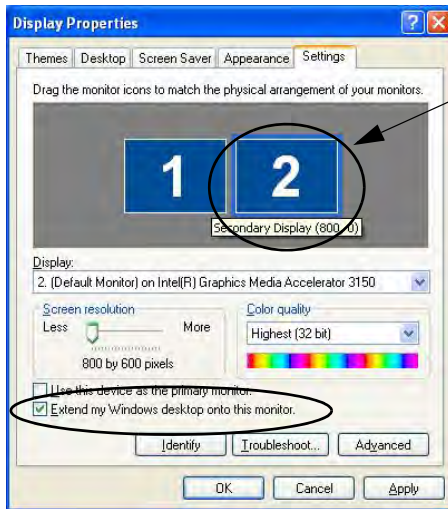 Display Properties
Themes Desktop Screen Saver Appearance Settings
Drag the monitor icons to match the physical arrangement of your monitors.
1 2
Secondary Display (800, 0)
Display:
2. (Default Monitor) on Intel(R) Graphics Media Accelerator 3150
Screen resolution
Less More
800 by 600 pixels
Color quality
Highest (32 bit)
Use this device as the primary monitor.
Extend my Windows desktop onto this monitor.
Identify Troubleshoot... Advanced
OK Cancel Apply